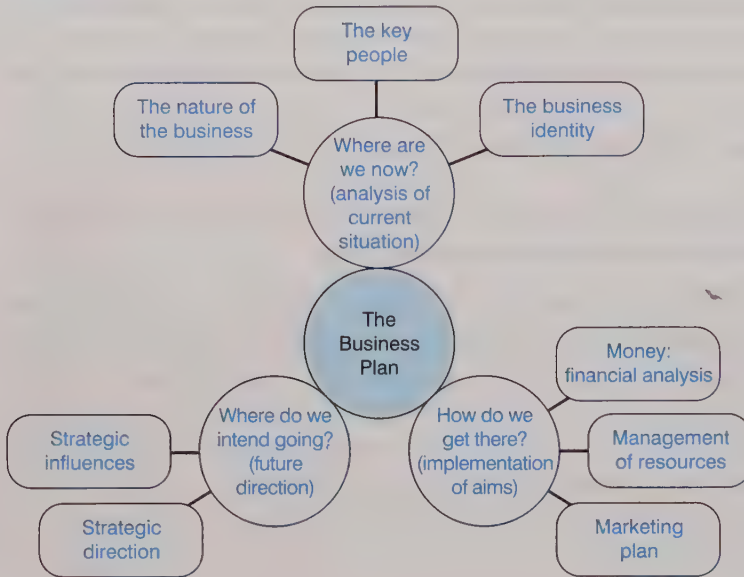 The key
people
The nature of
the business
The business
identity
Where are
we now?
(analysis of
current
situation)
The
Business
Plan
Where do we
intend going?
(future
direction)
Strategic
influences
Strategic
direction
How do we
get there?
(implementation
of aims)
Money:
financial analysis
Management
of resources
Marketing
plan